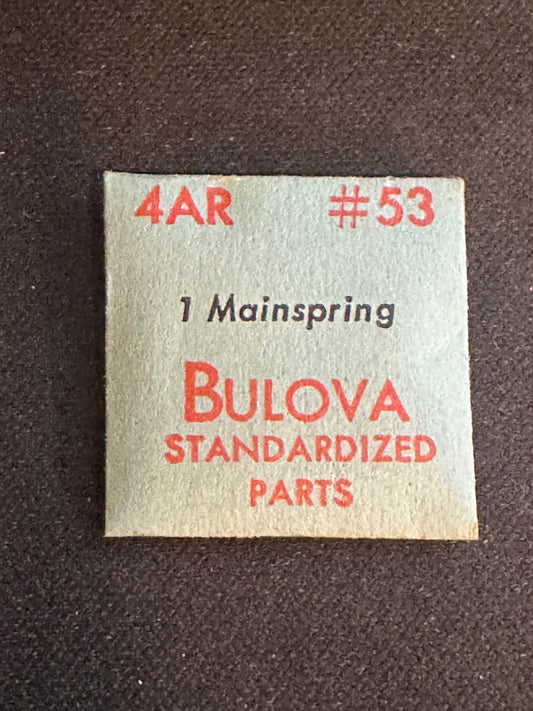 4AR #53
1 Mainspring
BULOVA
STANDARDIZED
PARTS